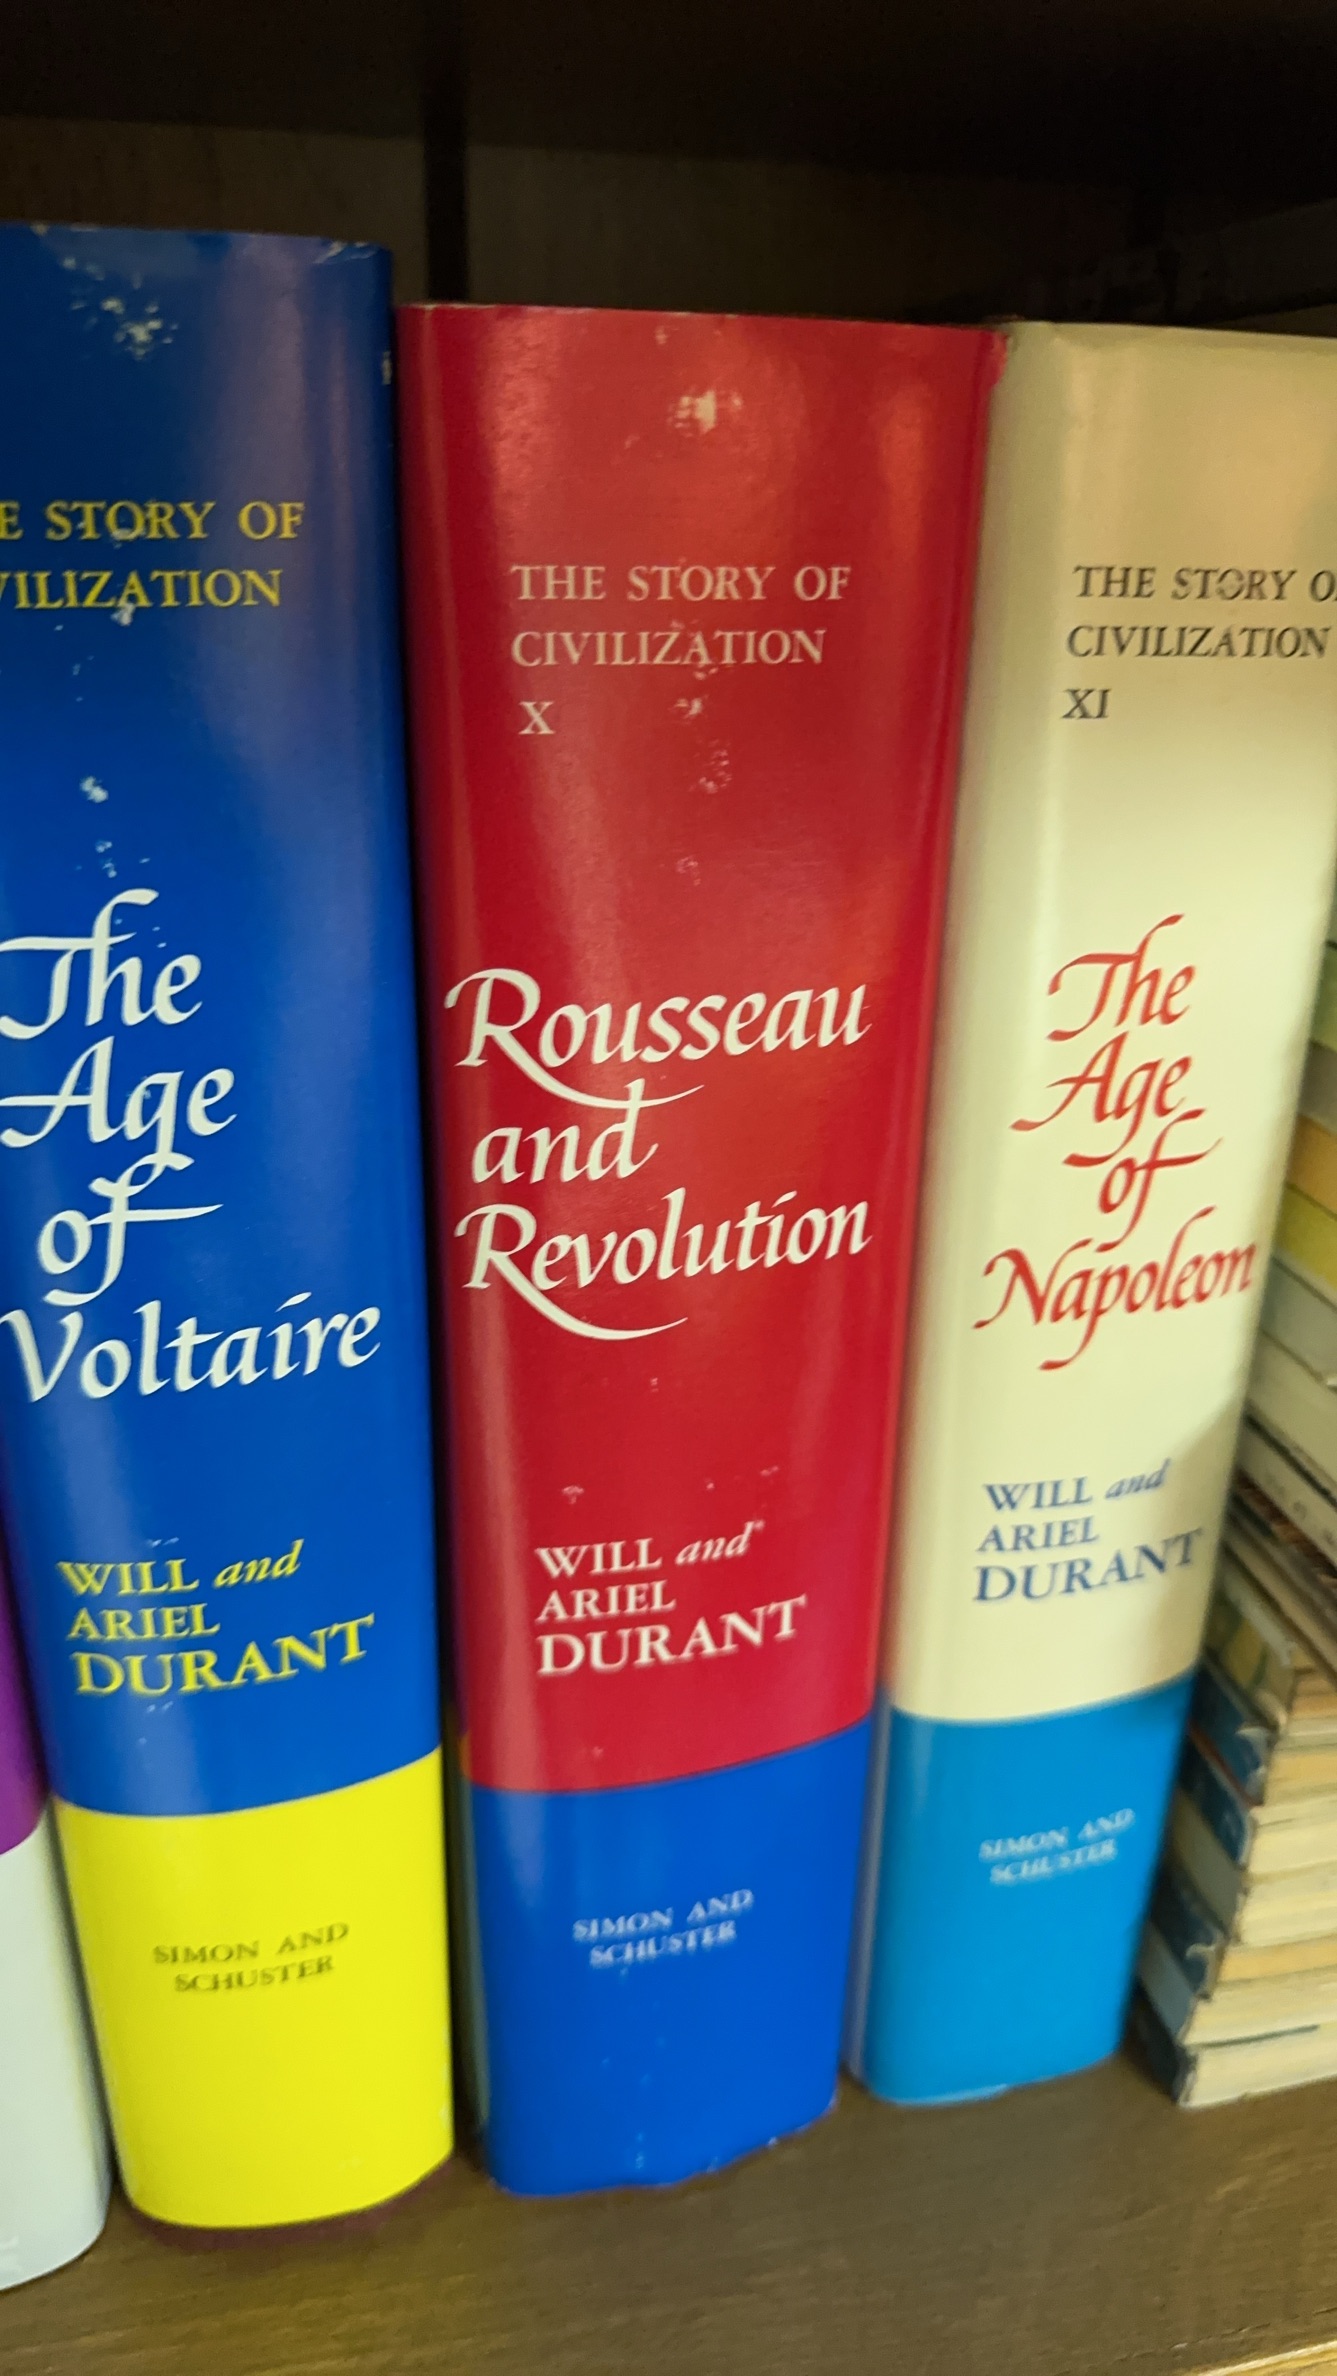 E STORY OF
VILIZATION
The
Age
of
Voltaire
WILL and
ARIEL
DURANT
SIMON AND
SCHUSTER
THE STORY OF
CIVILIZATION
X
Rousseau
and
Revolution
WILL and
ARIEL
DURANT
SIMON AND
SCHUSTER
THE STORY O
CIVILIZATION
XI
The
Age
of
Napoleon
WILL and
ARIEL
DURANT
SIMON AND
SCHUSTER